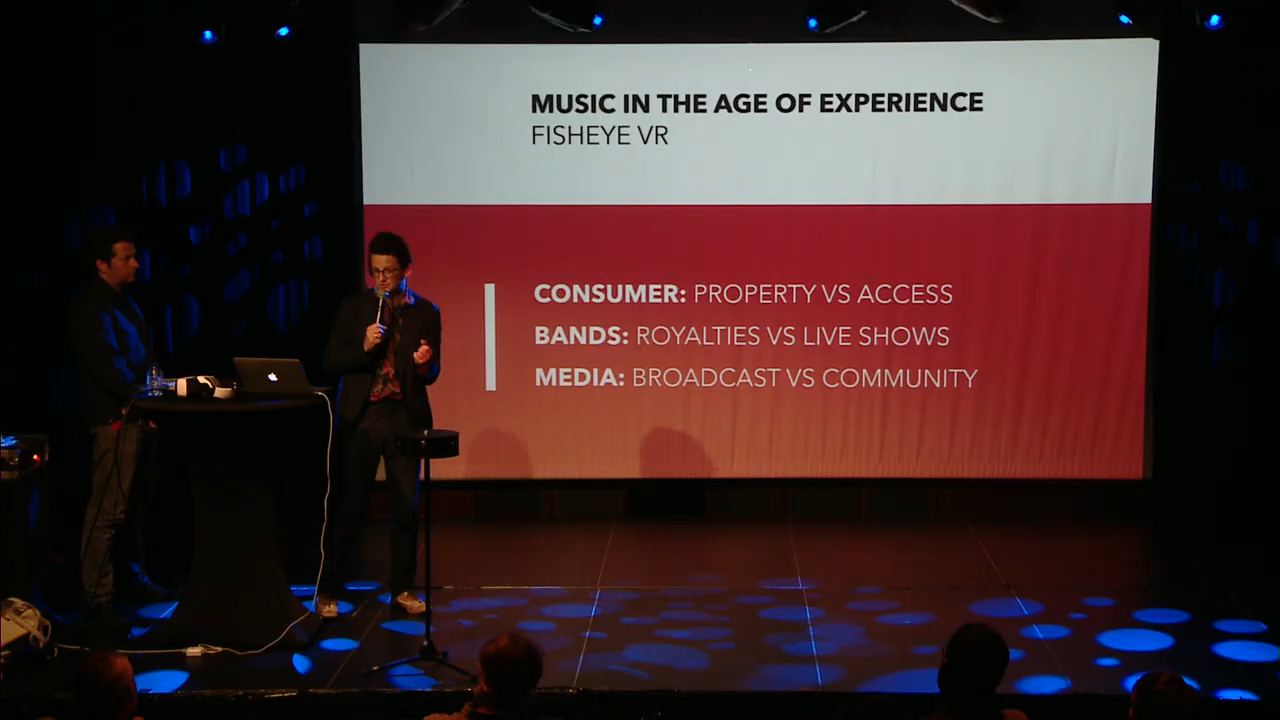 MUSIC IN THE AGE OF EXPERIENCE
FISHEYE VR
CONSUMER: PROPERTY VS ACCESS
BANDS: ROYALTIES VS LIVE SHOWS
MEDIA: BROADCAST VS COMMUNITY